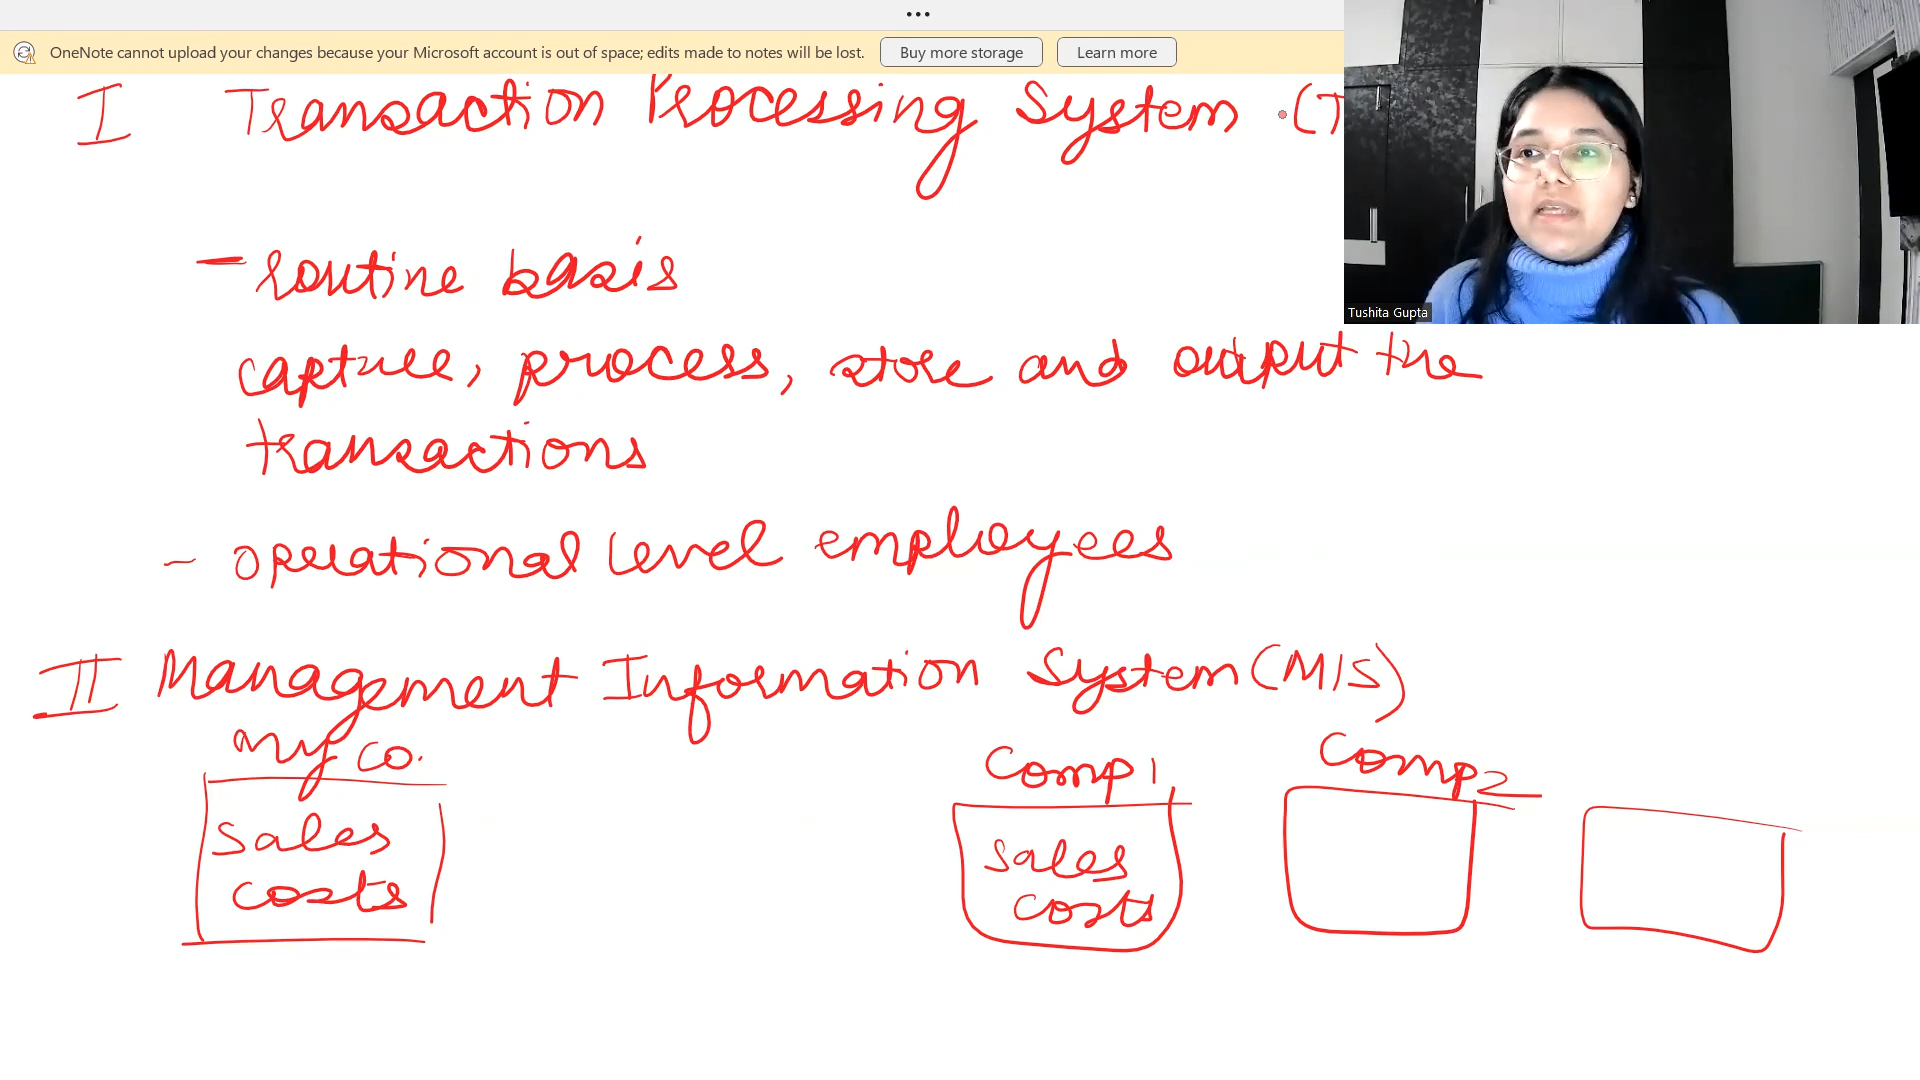 OneNote cannot upload your changes because your Microsoft account is out of space; edits made to notes will be lost. Buy more storage Learn more
I Transaction Processing System (T
Tushita Gupta
- routine basis
capture, process, store and output the
transactions
- operational level employees
II Management Information System (MIS)
my co. Comp 1 Comp 2
Sales Sales
Costs Costs